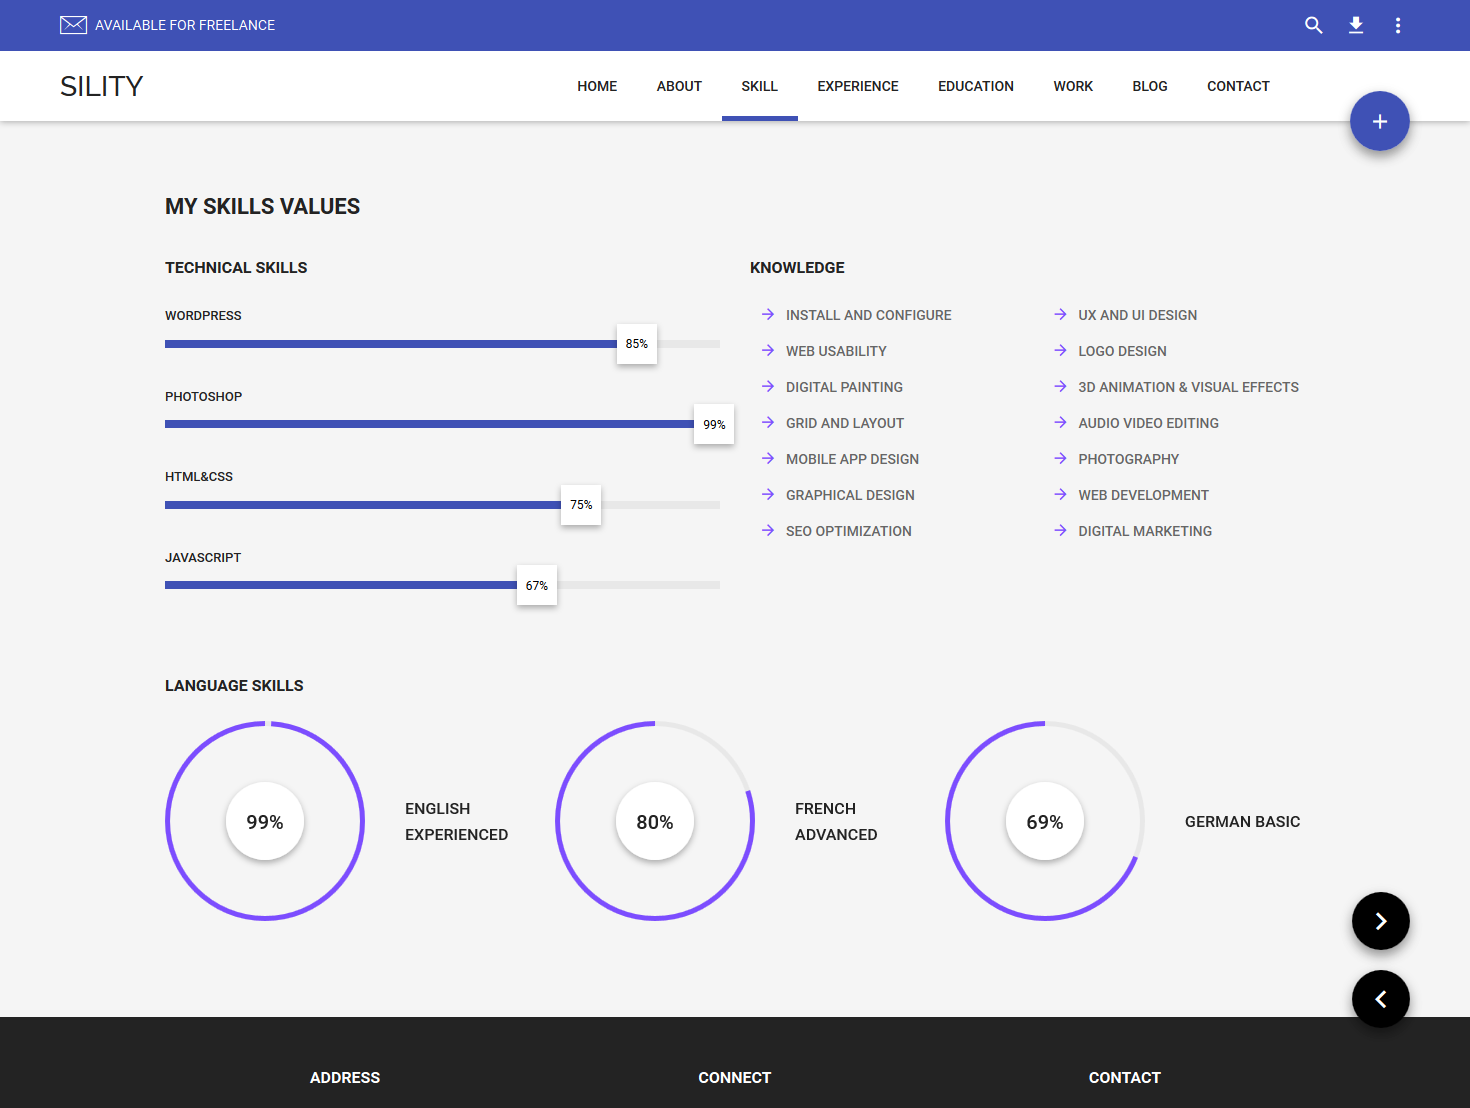 AVAILABLE FOR FREELANCE
SILITY
HOME ABOUT SKILL EXPERIENCE EDUCATION WORK BLOG CONTACT
MY SKILLS VALUES
TECHNICAL SKILLS
WORDPRESS
85%
PHOTOSHOP
99%
HTML&CSS
75%
JAVASCRIPT
67%
KNOWLEDGE
INSTALL AND CONFIGURE
WEB USABILITY
DIGITAL PAINTING
GRID AND LAYOUT
MOBILE APP DESIGN
GRAPHICAL DESIGN
SEO OPTIMIZATION
UX AND UI DESIGN
LOGO DESIGN
3D ANIMATION & VISUAL EFFECTS
AUDIO VIDEO EDITING
PHOTOGRAPHY
WEB DEVELOPMENT
DIGITAL MARKETING
LANGUAGE SKILLS
99%
ENGLISH
EXPERIENCED
80%
FRENCH
ADVANCED
69%
GERMAN BASIC
ADDRESS CONNECT CONTACT